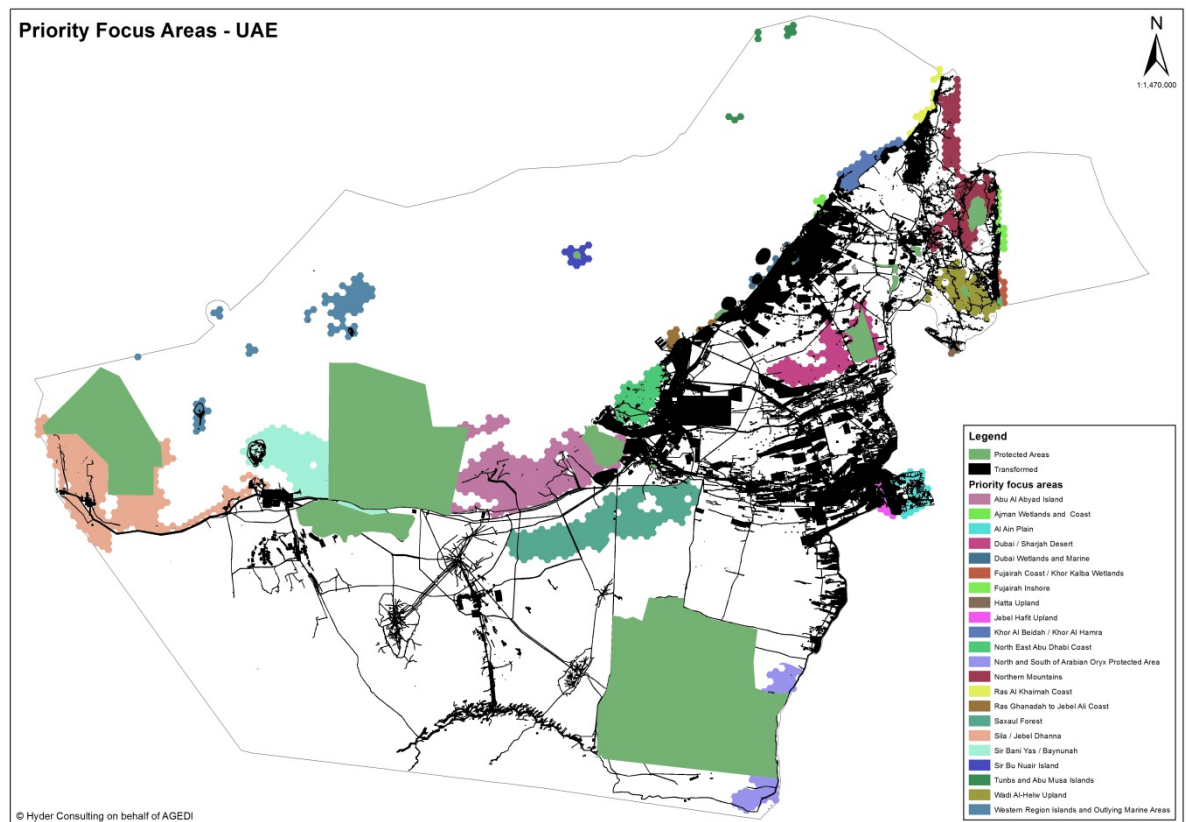 Priority Focus Areas - UAE
N
1:1,470,000
Legend
Protected Areas
Transformed
Priority focus areas
Abu Al Abyad Island
Ajman Wetlands and Coast
Al Ain Plain
Dubai / Sharjah Desert
Dubai Wetlands and Marine
Fujairah Coast / Khor Kalba Wetlands
Fujairah Inshore
Hatta Upland
Jebel Hafit Upland
Khor Al Beidah / Khor Al Hamra
North East Abu Dhabi Coast
North and South of Arabian Oryx Protected Area
Northern Mountains
Ras Al Khaimah Coast
Ras Ghanadah to Jebel Ali Coast
Saxaul Forest
Sila / Jebel Dhanna
Sir Bani Yas / Baynunah
Sir Bu Nuair Island
Tunbs and Abu Musa Islands
Wadi Al-Helw Upland
Western Region Islands and Outlying Marine Areas
© Hyder Consulting on behalf of AGEDI